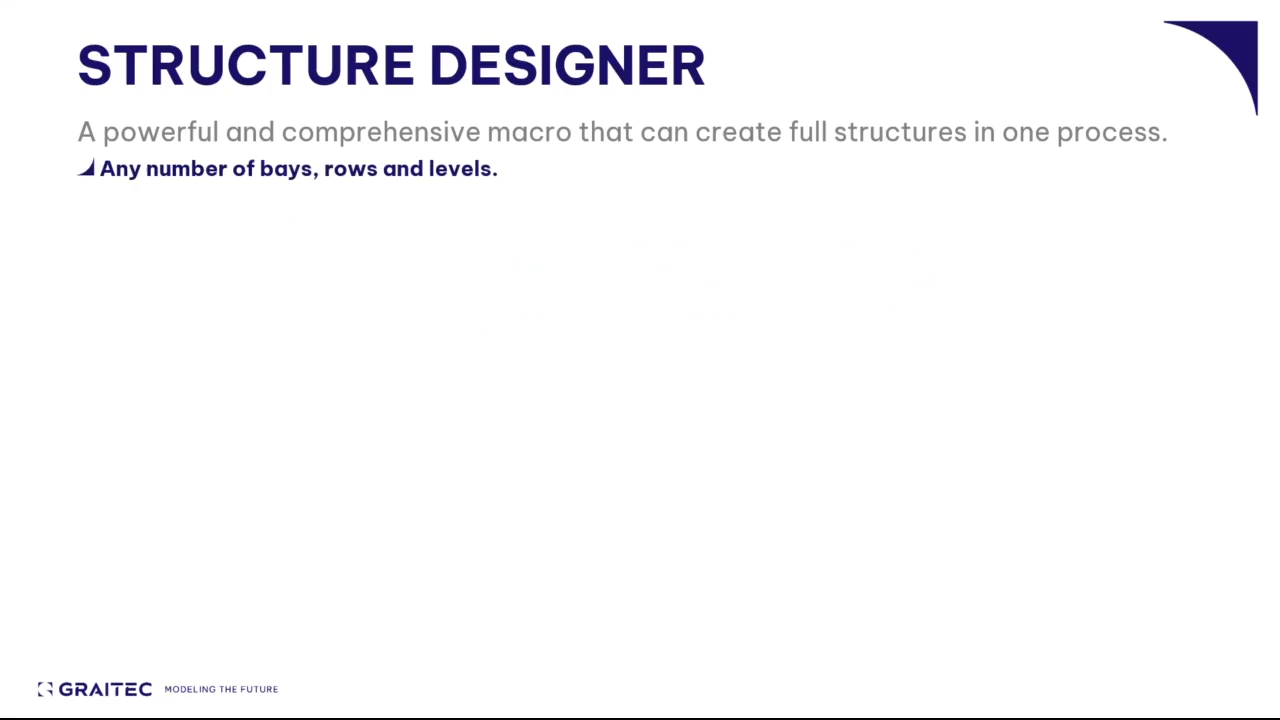 STRUCTURE DESIGNER
A powerful and comprehensive macro that can create full structures in one process.
Any number of bays, rows and levels.
GRAITEC MODELING THE FUTURE